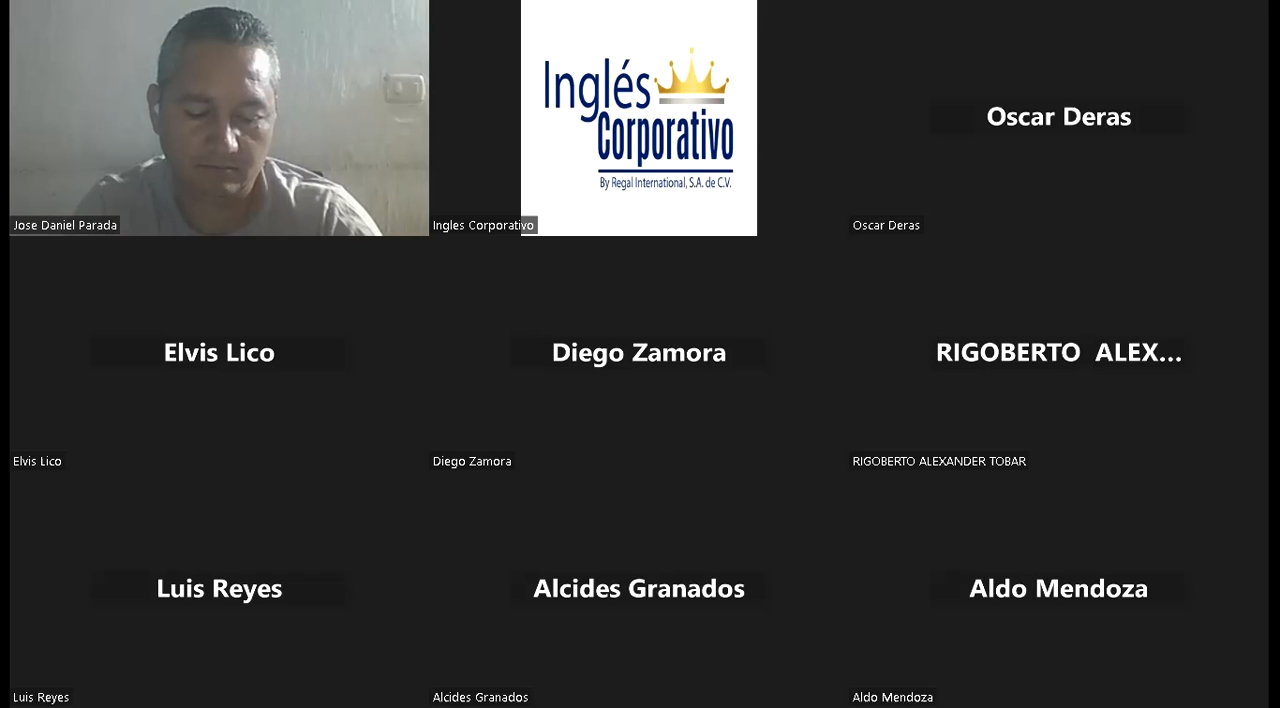 Jose Daniel Parada
Inglés
Corporativo
By Regal International, S.A. de C.V.
Ingles Corporativo
Oscar Deras
Oscar Deras
Elvis Lico
Elvis Lico
Diego Zamora
Diego Zamora
RIGOBERTO ALEX...
RIGOBERTO ALEXANDER TOBAR
Luis Reyes
Luis Reyes
Alcides Granados
Alcides Granados
Aldo Mendoza
Aldo Mendoza